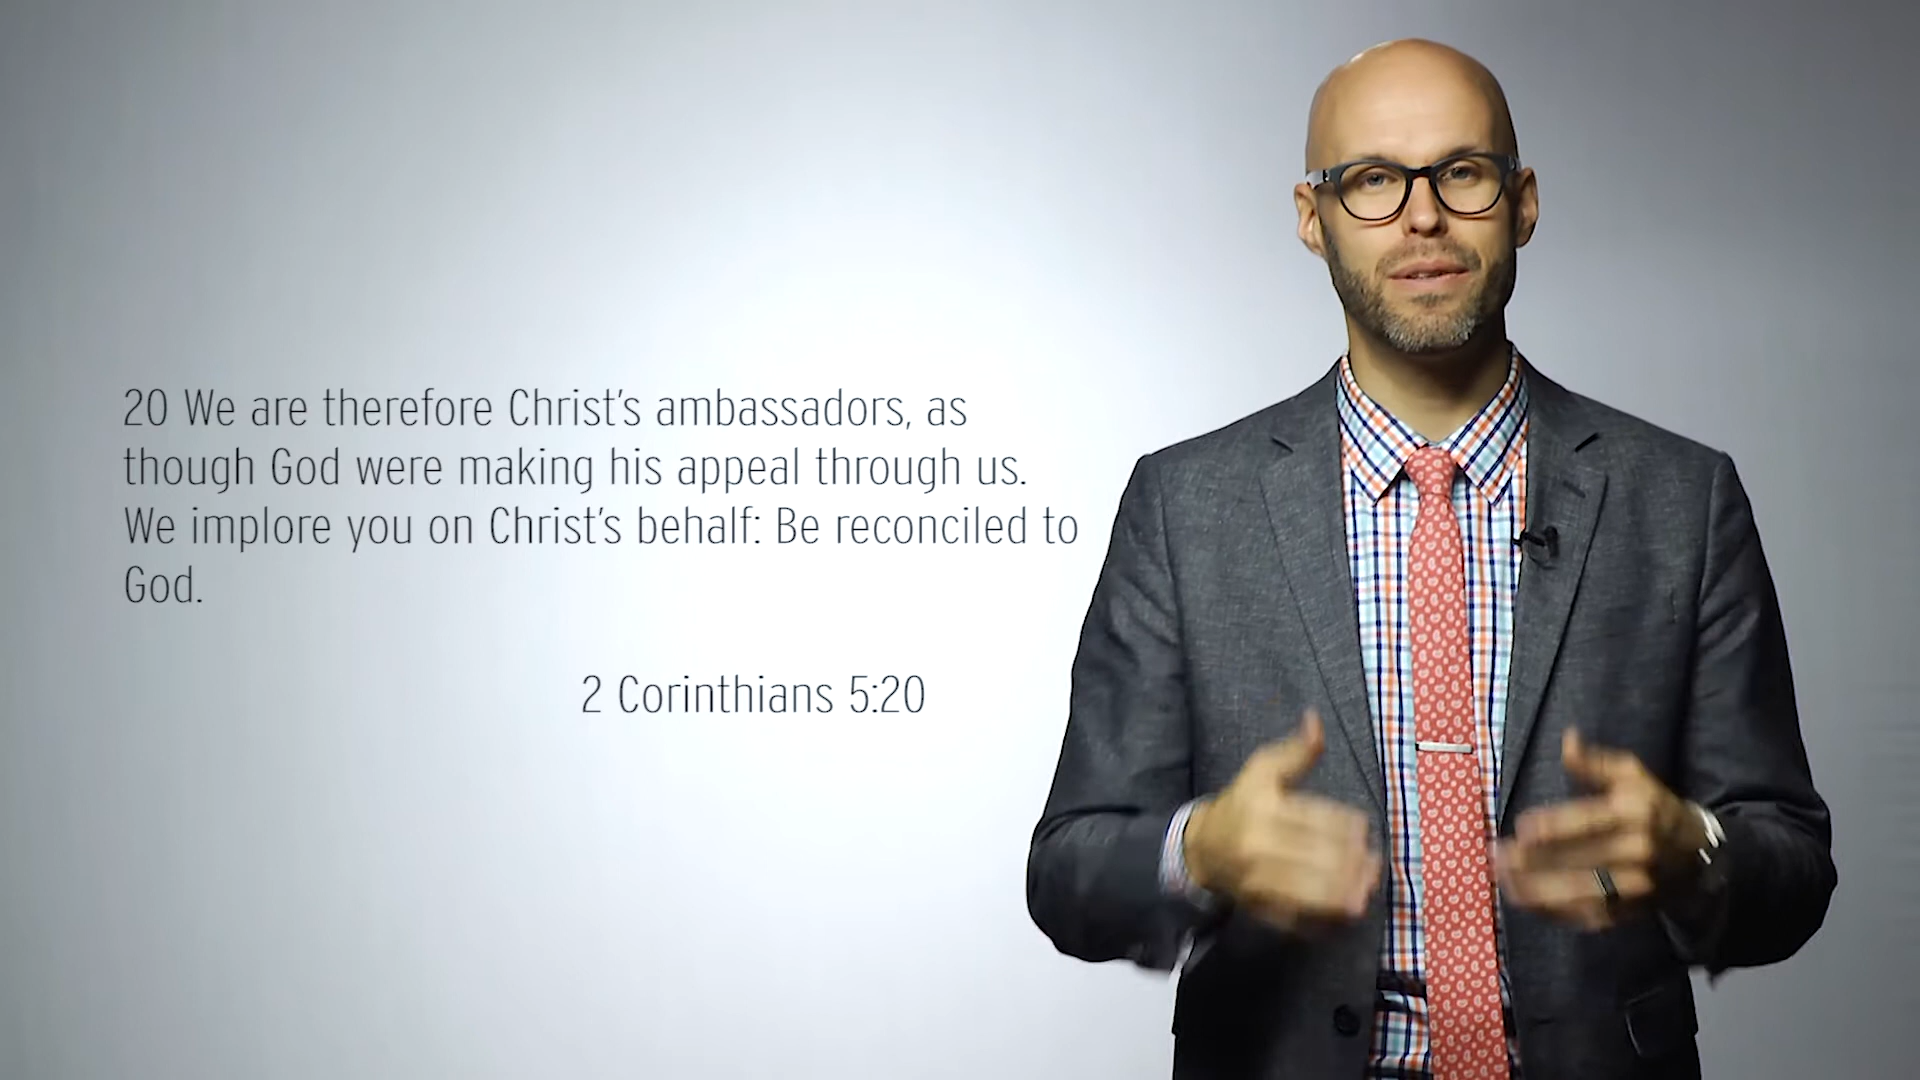 20 We are therefore Christ's ambassadors, as
though God were making his appeal through us.
We implore you on Christ's behalf: Be reconciled to
God.
2 Corinthians 5:20